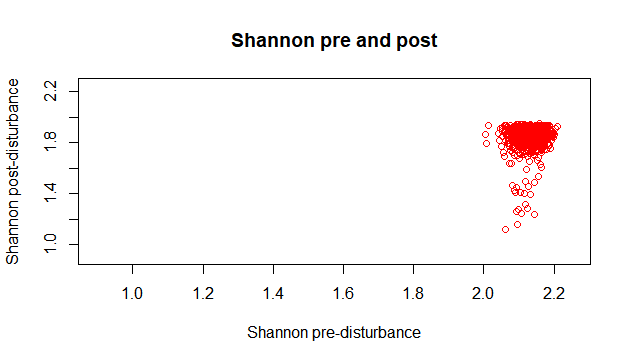 Shannon pre and post
Shannon post-disturbance
2.2
1.8
1.4
1.0
1.0 1.2 1.4 1.6 1.8 2.0 2.2
Shannon pre-disturbance